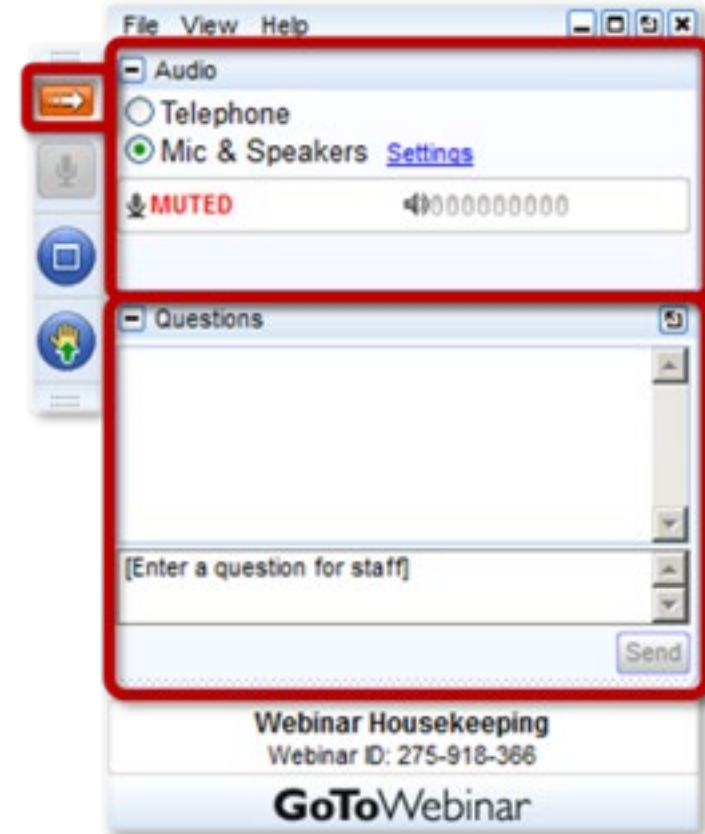 File View Help
Audio
Telephone
Mic & Speakers Settings
MUTED 000000000
Questions
[Enter a question for staff]
Send
Webinar Housekeeping
Webinar ID: 275-918-366
GoToWebinar